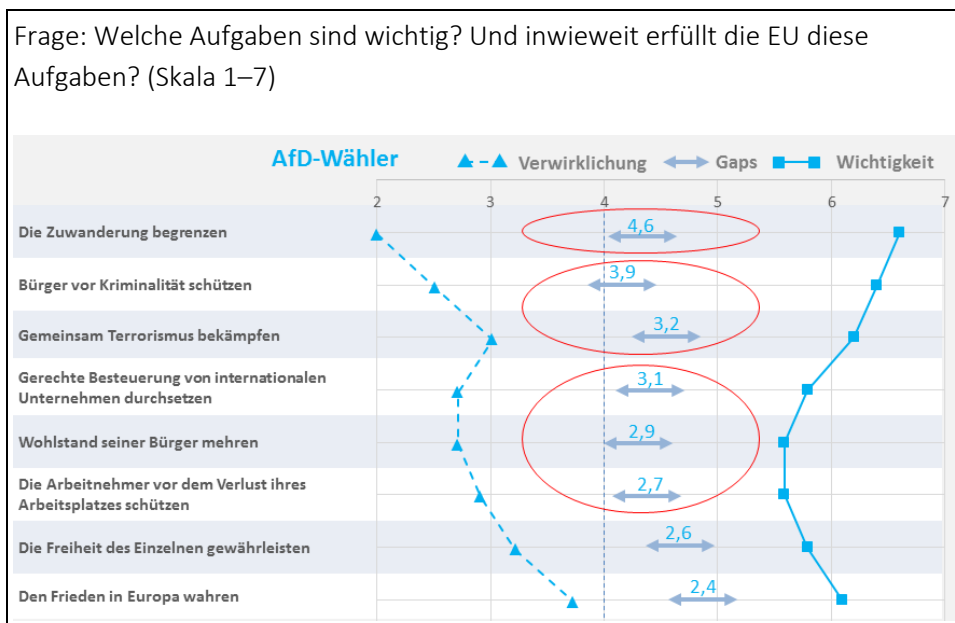 Frage: Welche Aufgaben sind wichtig? Und inwieweit erfüllt die EU diese
Aufgaben? (Skala 1–7)
AfD-Wähler Verwirklichung Gaps Wichtigkeit
2 3 4 5 6 7
Die Zuwanderung begrenzen 4,6
Bürger vor Kriminalität schützen 3,9
Gemeinsam Terrorismus bekämpfen 3,2
Gerechte Besteuerung von internationalen
Unternehmen durchsetzen 3,1
Wohlstand seiner Bürger mehren 2,9
Die Arbeitnehmer vor dem Verlust ihres
Arbeitsplatzes schützen 2,7
Die Freiheit des Einzelnen gewährleisten 2,6
Den Frieden in Europa wahren 2,4